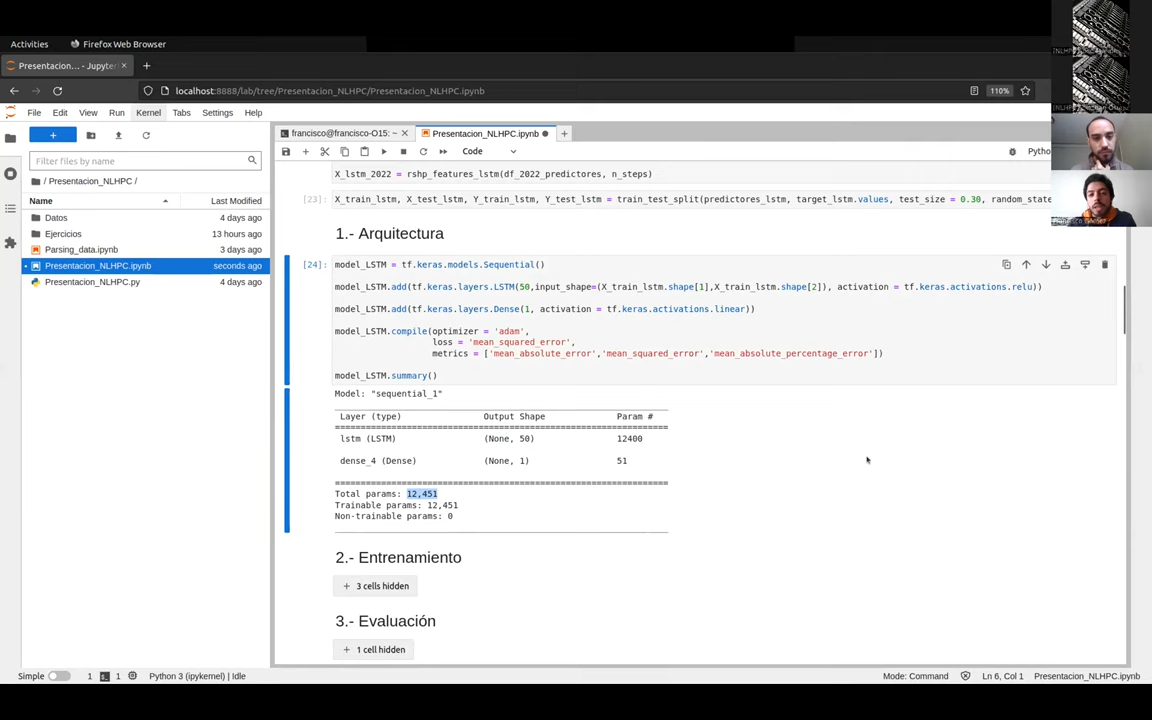 Activities
Firefox Web Browser
Presentacion... - Jupyter
localhost:8888/lab/tree/Presentacion_NLHPC/Presentacion_NLHPC.ipynb
110%
File Edit View Run Kernel Tabs Settings Help
francisco@francisco-O15: ~
Presentacion_NLHPC.ipynb
Code
Python
Filter files by name
/ Presentacion_NLHPC /
Name Last Modified
Datos 4 days ago
Ejercicios 13 hours ago
Parsing_data.ipynb 3 days ago
Presentacion_NLHPC.ipynb seconds ago
Presentacion_NLHPC.py 4 days ago
X_lstm_2022 = rshp_features_lstm(df_2022_predictores, n_steps)
[23]: X_train_lstm, X_test_lstm, Y_train_lstm, Y_test_lstm = train_test_split(predictores_lstm, target_lstm.values, test_size = 0.30, random_state
1.- Arquitectura
[24]: model_LSTM = tf.keras.models.Sequential()
model_LSTM.add(tf.keras.layers.LSTM(50,input_shape=(X_train_lstm.shape[1],X_train_lstm.shape[2]), activation = tf.keras.activations.relu))
model_LSTM.add(tf.keras.layers.Dense(1, activation = tf.keras.activations.linear))
model_LSTM.compile(optimizer = 'adam',
loss = 'mean_squared_error',
metrics = ['mean_absolute_error','mean_squared_error','mean_absolute_percentage_error'])
model_LSTM.summary()
Model: "sequential_1"
Layer (type) Output Shape Param #
lstm (LSTM) (None, 50) 12400
dense_4 (Dense) (None, 1) 51
Total params: 12,451
Trainable params: 12,451
Non-trainable params: 0
2.- Entrenamiento
+ 3 cells hidden
3.- Evaluación
+ 1 cell hidden
Simple 1 1 Python 3 (ipykernel) | Idle
Mode: Command Ln 6, Col 1 Presentacion_NLHPC.ipynb